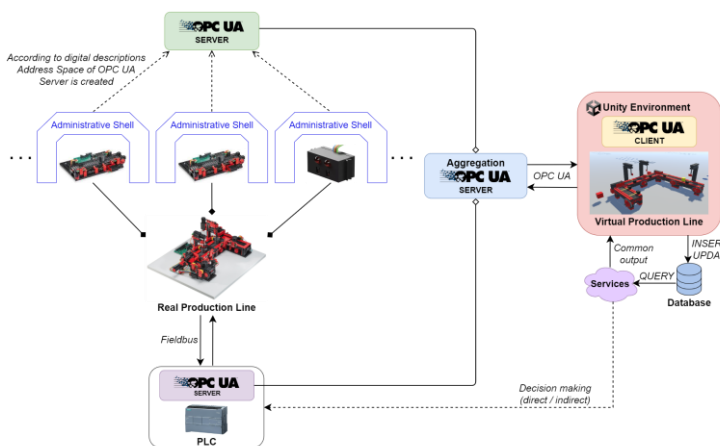 OPC UA
SERVER
According to digital descriptions
Address Space of OPC UA
Server is created
Administrative Shell
Administrative Shell
Administrative Shell
Aggregation
OPC UA
SERVER
OPC UA
Unity Environment
OPC UA
CLIENT
Virtual Production Line
Real Production Line
Fieldbus
OPC UA
SERVER
PLC
Common
output
INSER
UPDA
QUERY
Services
Database
Decision making
(direct / indirect)